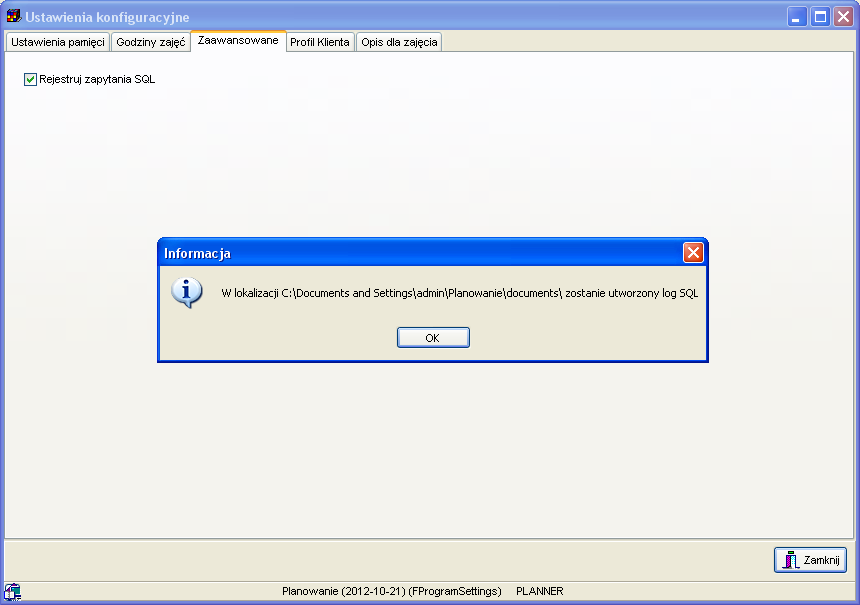 Ustawienia konfiguracyjne
Ustawienia pamięci Godziny zajęć Zaawansowane Profil Klienta Opis dla zajęcia
Rejestruj zapytania SQL
Informacja
W lokalizacji C:\Documents and Settings\admin\Planowanie\documents\ zostanie utworzony log SQL
OK
Zamknij
Planowanie (2012-10-21) (FProgramSettings) PLANNER